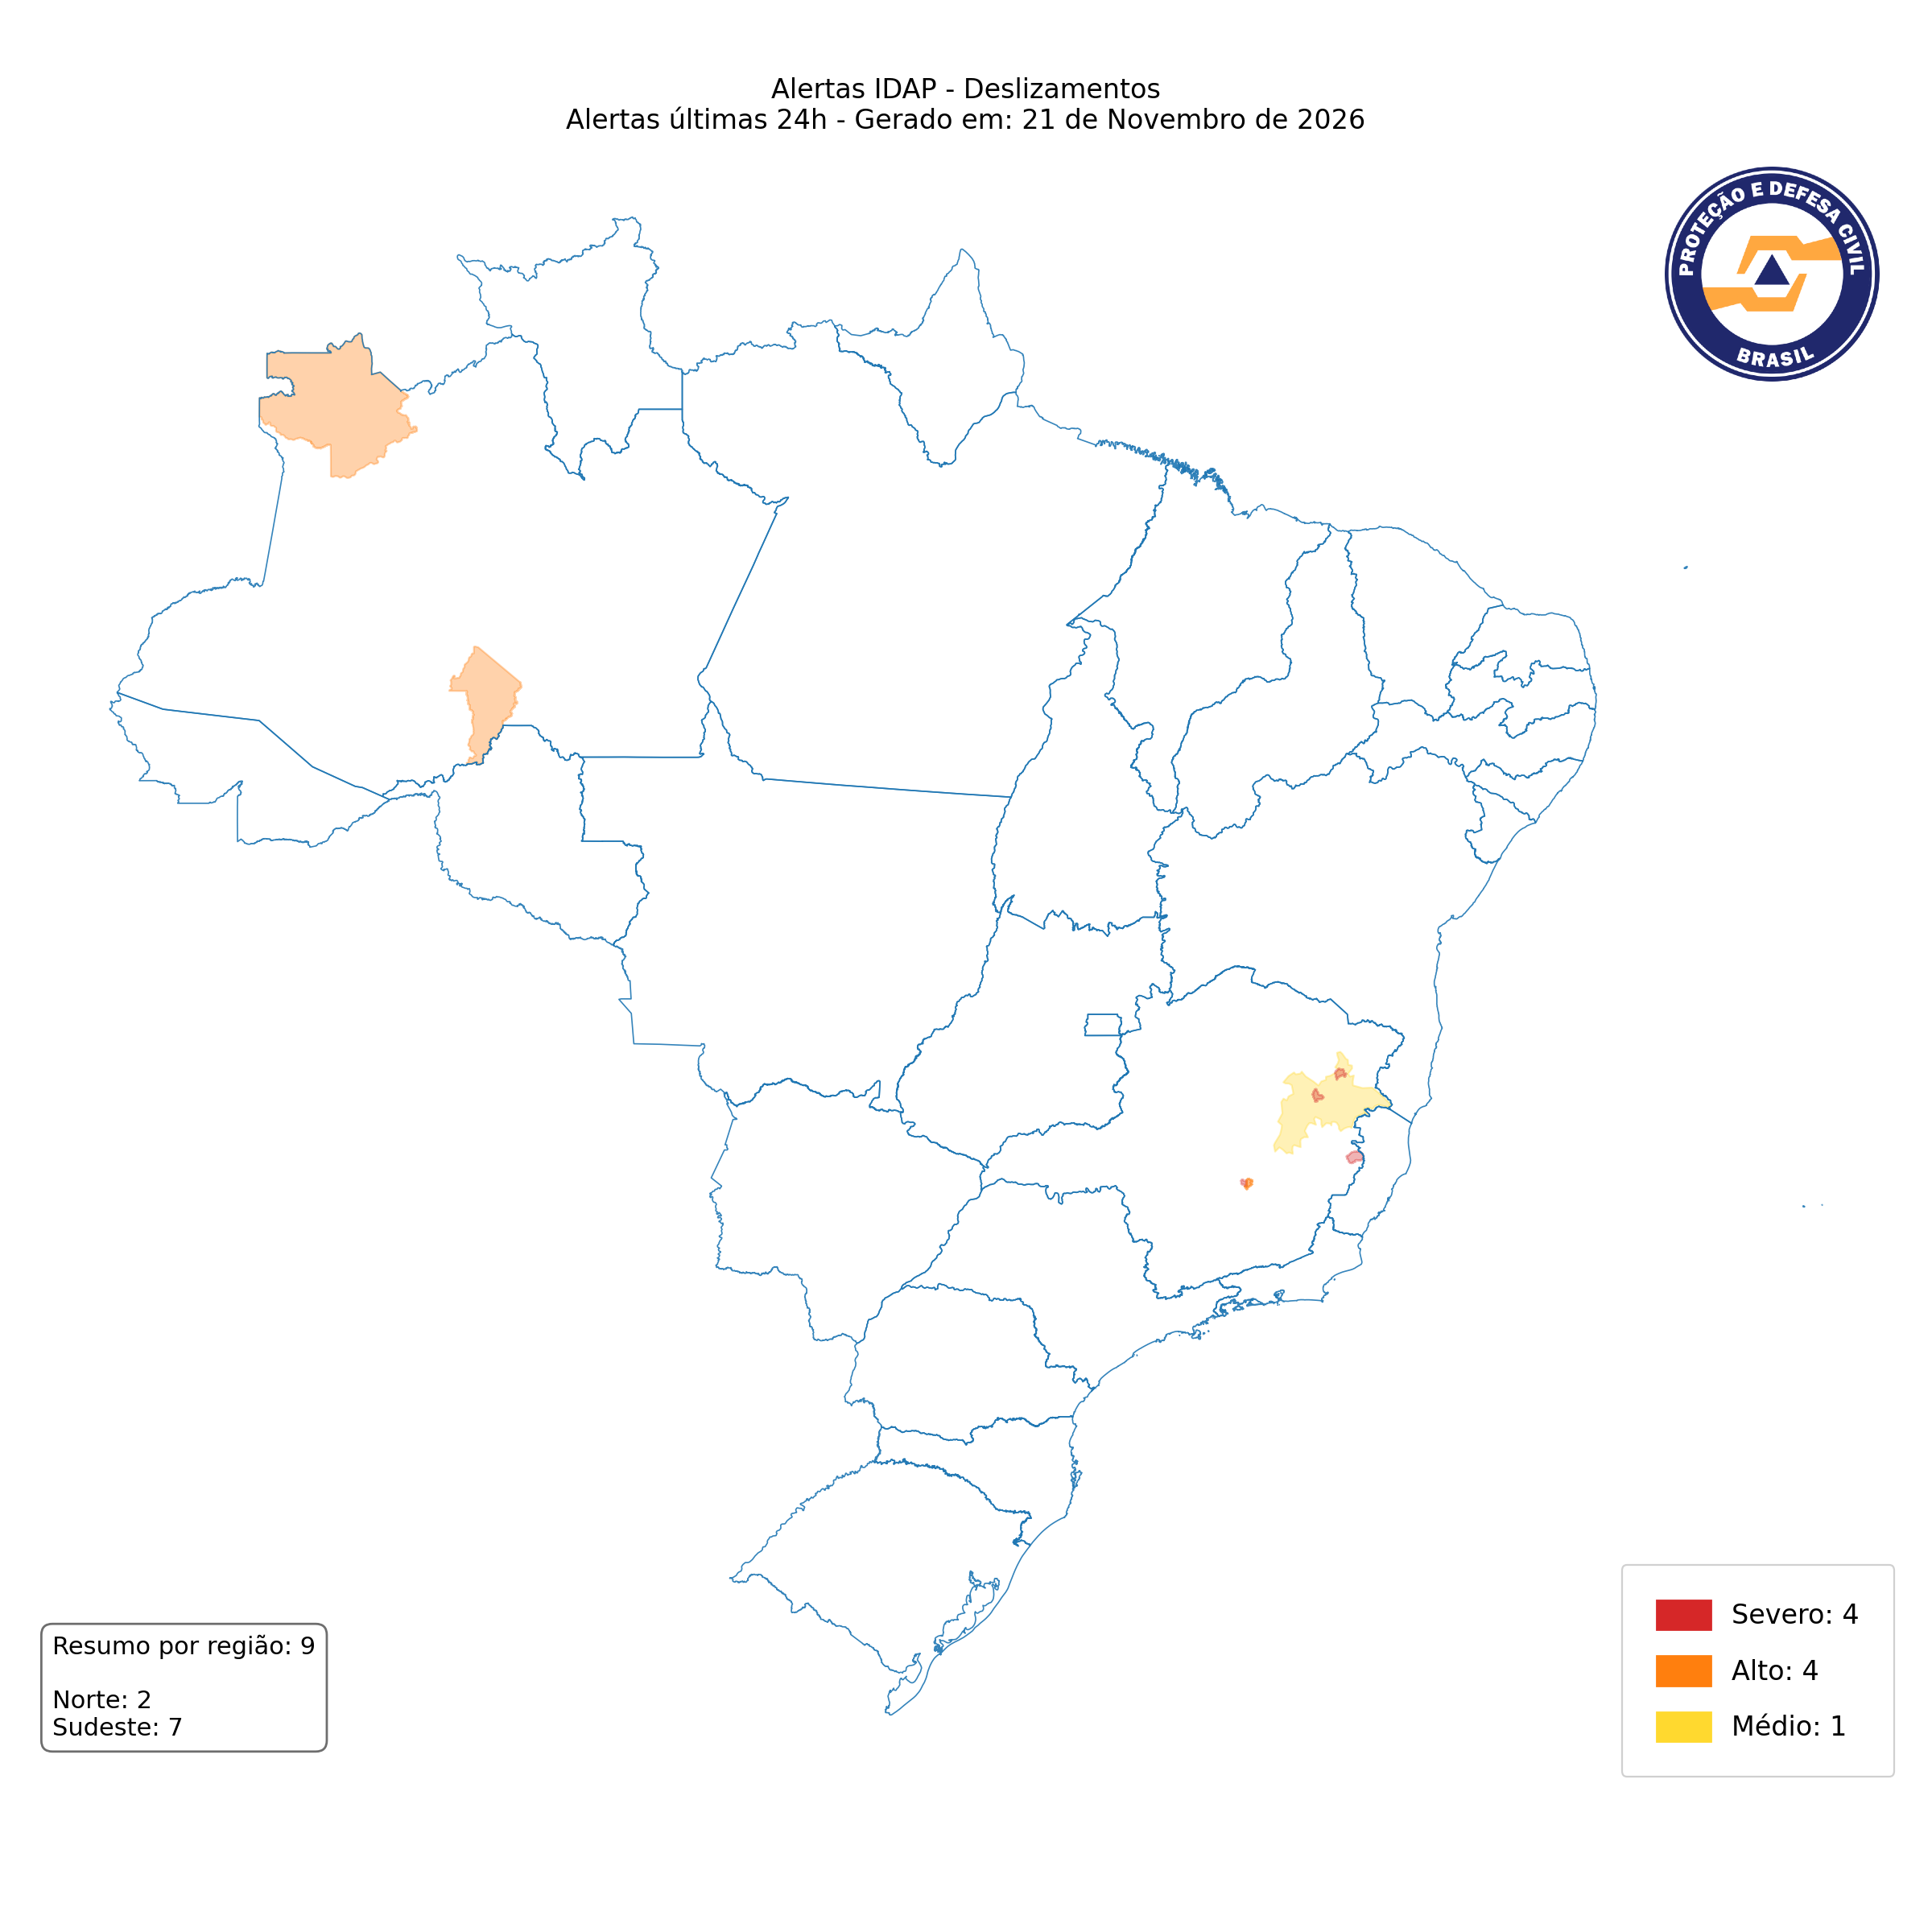 Alertas IDAP - Deslizamentos
Alertas últimas 24h - Gerado em: 21 de Novembro de 2026
PROTEÇÃO E DEFESA CIVIL
BRASIL
Resumo por região: 9
Norte: 2
Sudeste: 7
Severo: 4
Alto: 4
Médio: 1